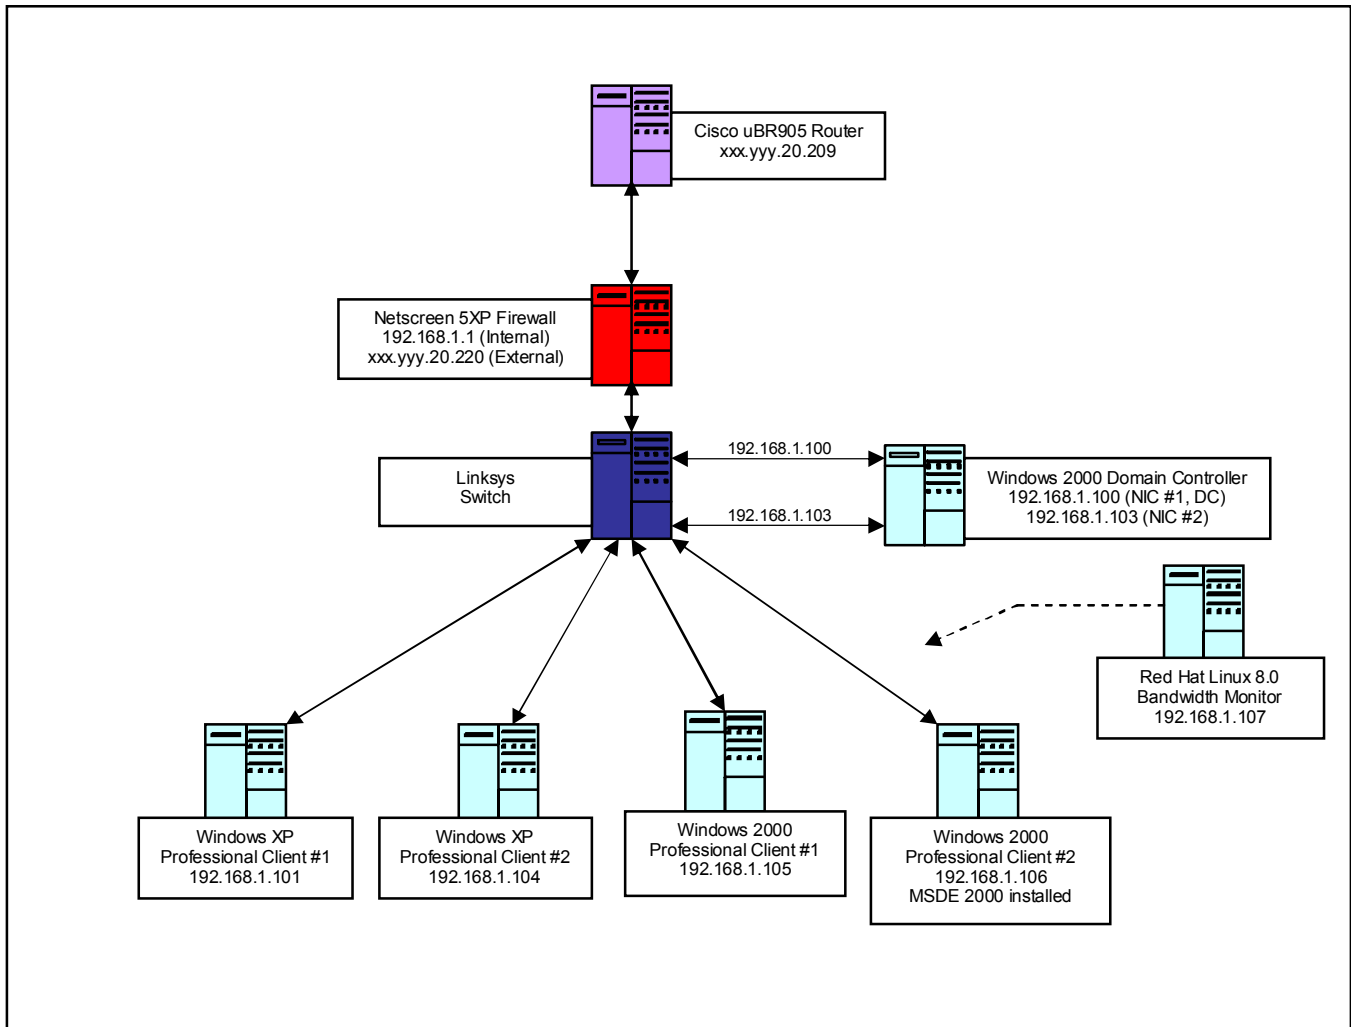 Cisco uBR905 Router
xxx.yyy.20.209
Netscreen 5XP Firewall
192.168.1.1 (Internal)
xxx.yyy.20.220 (External)
Linksys
Switch
192.168.1.100
192.168.1.103
Windows 2000 Domain Controller
192.168.1.100 (NIC #1, DC)
192.168.1.103 (NIC #2)
Red Hat Linux 8.0
Bandwidth Monitor
192.168.1.107
Windows XP
Professional Client #1
192.168.1.101
Windows XP
Professional Client #2
192.168.1.104
Windows 2000
Professional Client #1
192.168.1.105
Windows 2000
Professional Client #2
192.168.1.106
MSDE 2000 installed